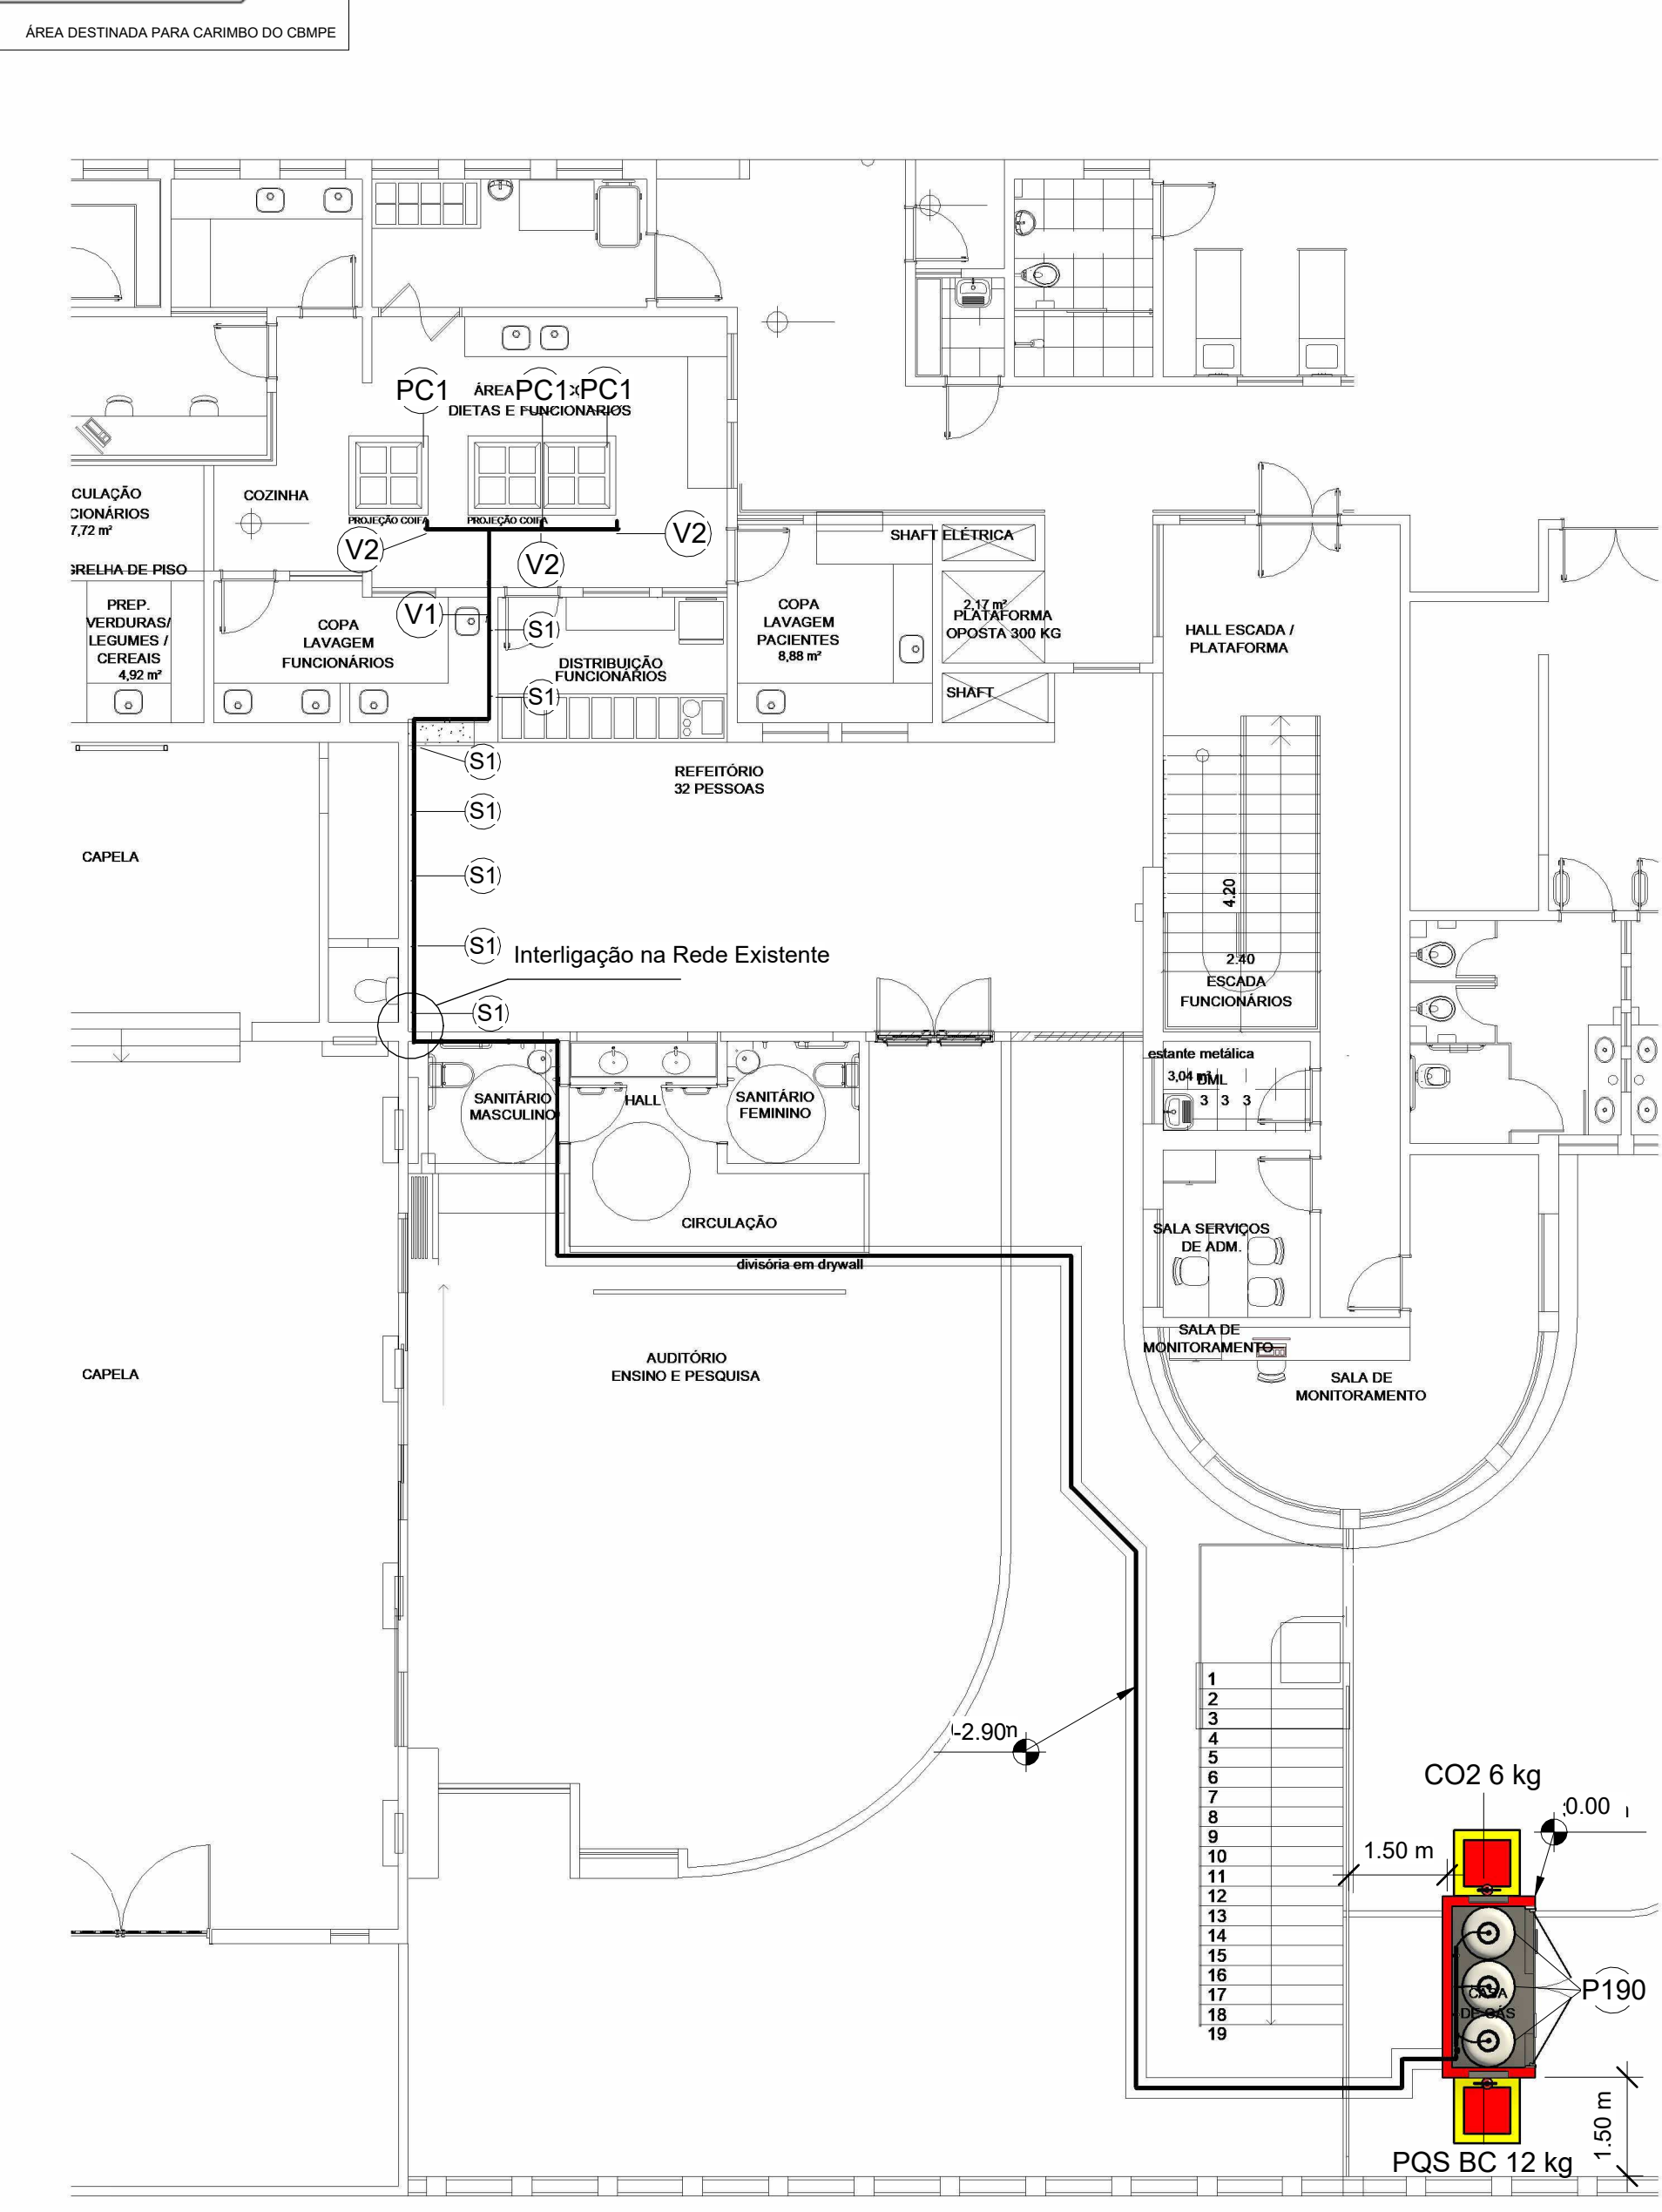 ÁREA DESTINADA PARA CARIMBO DO CBMPE
PC1
PC1
PC1
ÁREA
DIETAS E FUNCIONÁRIOS
CULAÇÃO
CIONÁRIOS
7,72 m²
COZINHA
PROJEÇÃO COIFA
PROJEÇÃO COIFA
V2
V2
V2
V1
GRELHA DE PISO
PREP.
VERDURAS/
LEGUMES /
CEREAIS
4,92 m²
COPA
LAVAGEM
FUNCIONÁRIOS
S1
S1
DISTRIBUIÇÃO
FUNCIONÁRIOS
COPA
LAVAGEM
PACIENTES
8,88 m²
SHAFT ELÉTRICA
2,17 m²
PLATAFORMA
OPOSTA 300 KG
SHAFT
HALL ESCADA /
PLATAFORMA
S1
S1
S1
S1
S1
REFEITÓRIO
32 PESSOAS
CAPELA
Interligação na Rede Existente
4.20
2.40
ESCADA
FUNCIONÁRIOS
estante metálica
3,04 m²
DML
3 3 3
SANITÁRIO
MASCULINO
HALL
SANITÁRIO
FEMININO
CIRCULAÇÃO
divisória em drywall
SALA SERVIÇOS
DE ADM.
SALA DE
MONITORAMENTO
SALA DE
MONITORAMENTO
AUDITÓRIO
ENSINO E PESQUISA
CAPELA
-2.90
1
2
3
4
5
6
7
8
9
10
11
12
13
14
15
16
17
18
19
CO2 6 kg
0.00
1.50 m
P190
CASA
DE GÁS
1.50 m
PQS BC 12 kg